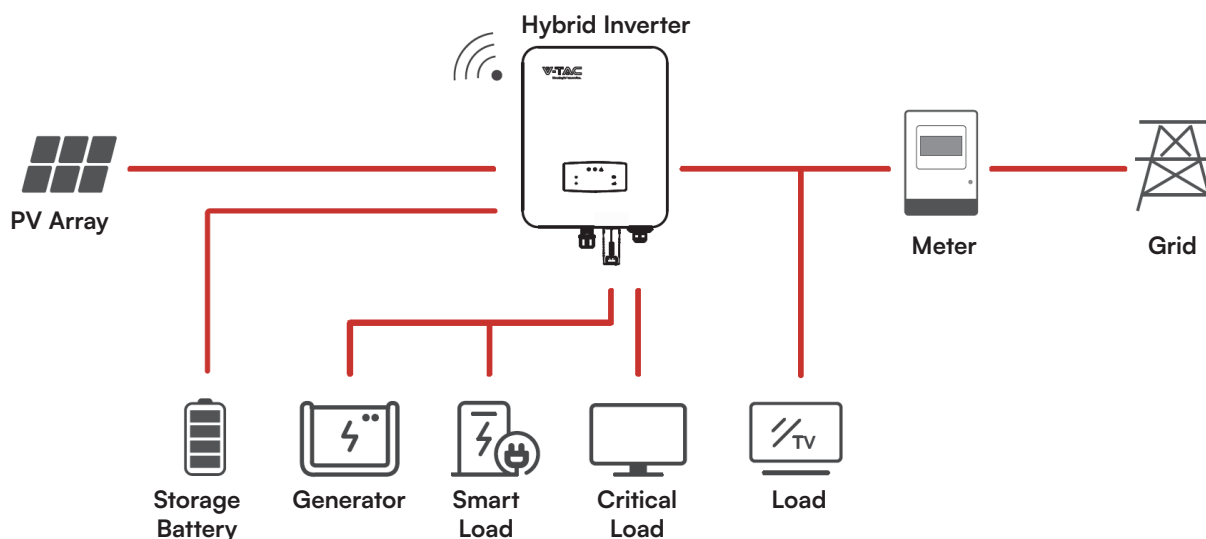 Hybrid Inverter
V-TAC
PV Array
Meter
Grid
TV
Storage
Battery
Generator
Smart
Load
Critical
Load
Load